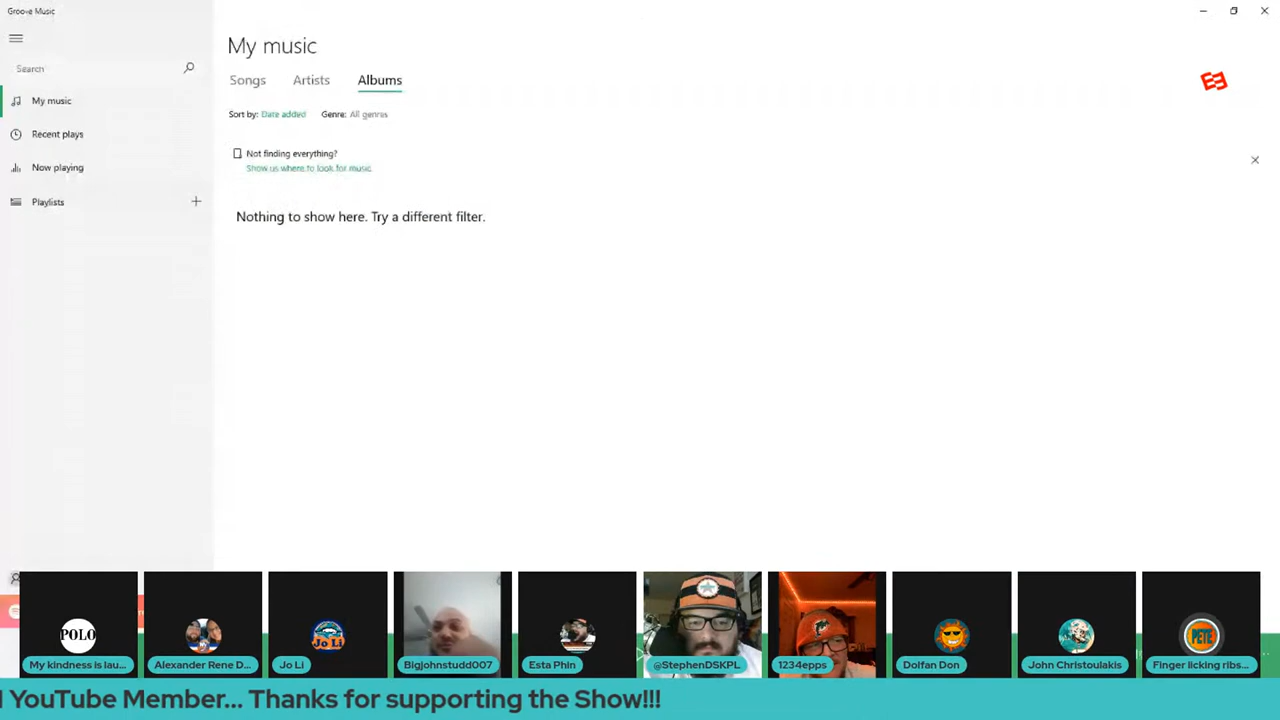 Groove Music
Search
My music
Recent plays
Now playing
Playlists
My music
Songs Artists Albums
Sort by: Date added Genre: All genres
Not finding everything?
Show us where to look for music
Nothing to show here. Try a different filter.
POLO
Jo Li
PETE
My kindness is lau...
Alexander Rene D...
Jo Li
Bigjohnstudd007
Esta Phin
@StephenDSKPL
1234epps
Dolfan Don
John Christoulakis
Finger licking ribs...
YouTube Member... Thanks for supporting the Show!!!